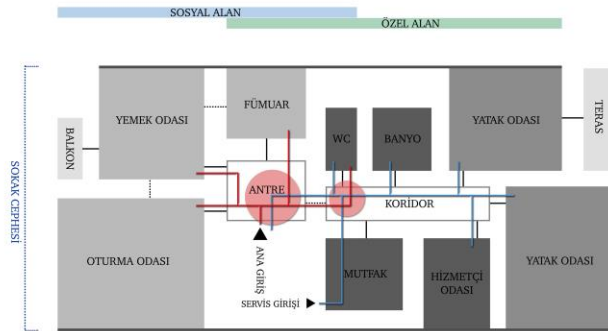 SOSYAL ALAN
ÖZEL ALAN
SOKAK CEPHESİ
BALKON
YEMEK ODASI
FÜMUAR
WC
BANYO
YATAK ODASI
TERAS
ANTRE
KORİDOR
OTURMA ODASI
ANA GİRİŞ
SERVİS GİRİŞİ
MUTFAK
HİZMETÇİ
ODASI
YATAK ODASI